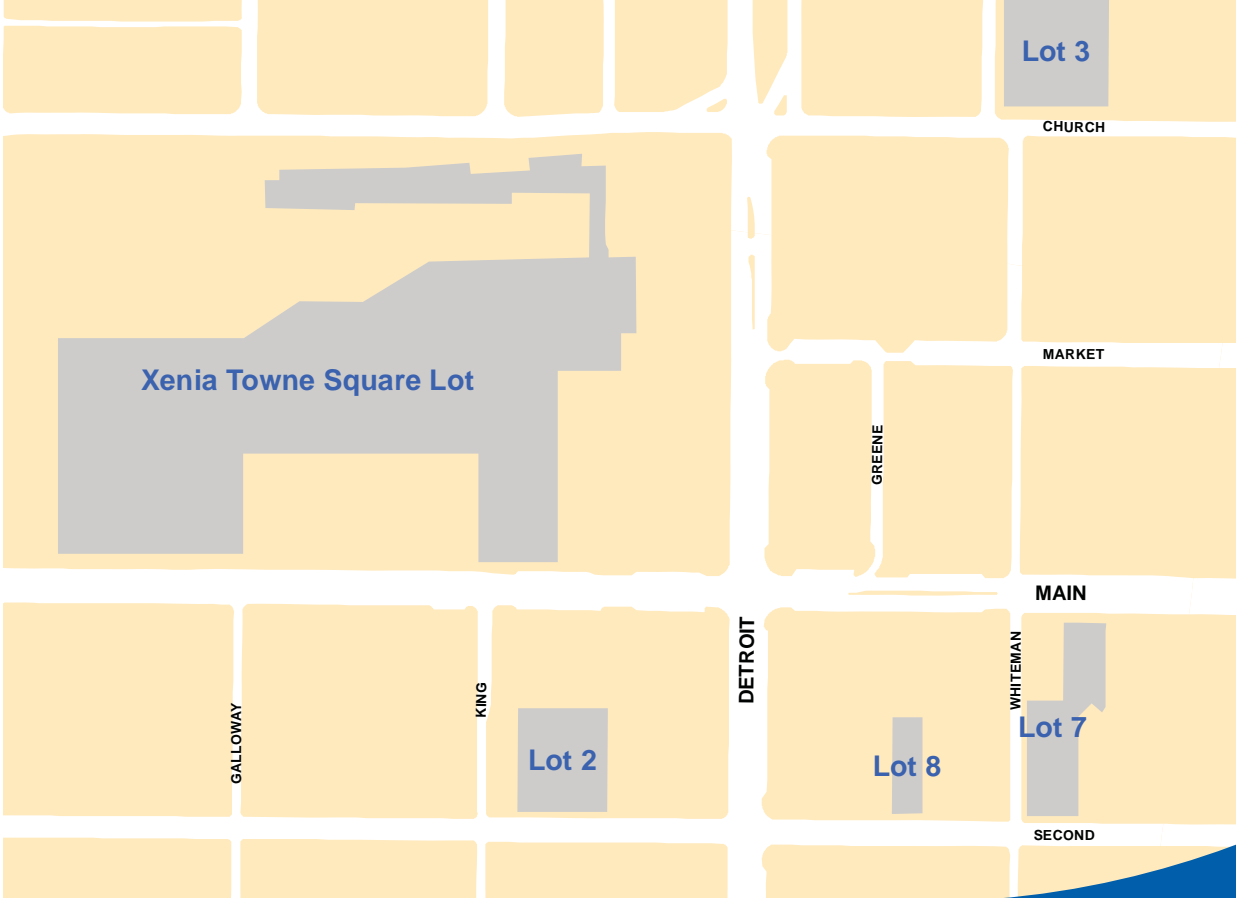 Lot 3
CHURCH
MARKET
Xenia Towne Square Lot
GREENE
MAIN
DETROIT
WHITEMAN
KING
GALLOWAY
Lot 7
Lot 2
Lot 8
SECOND